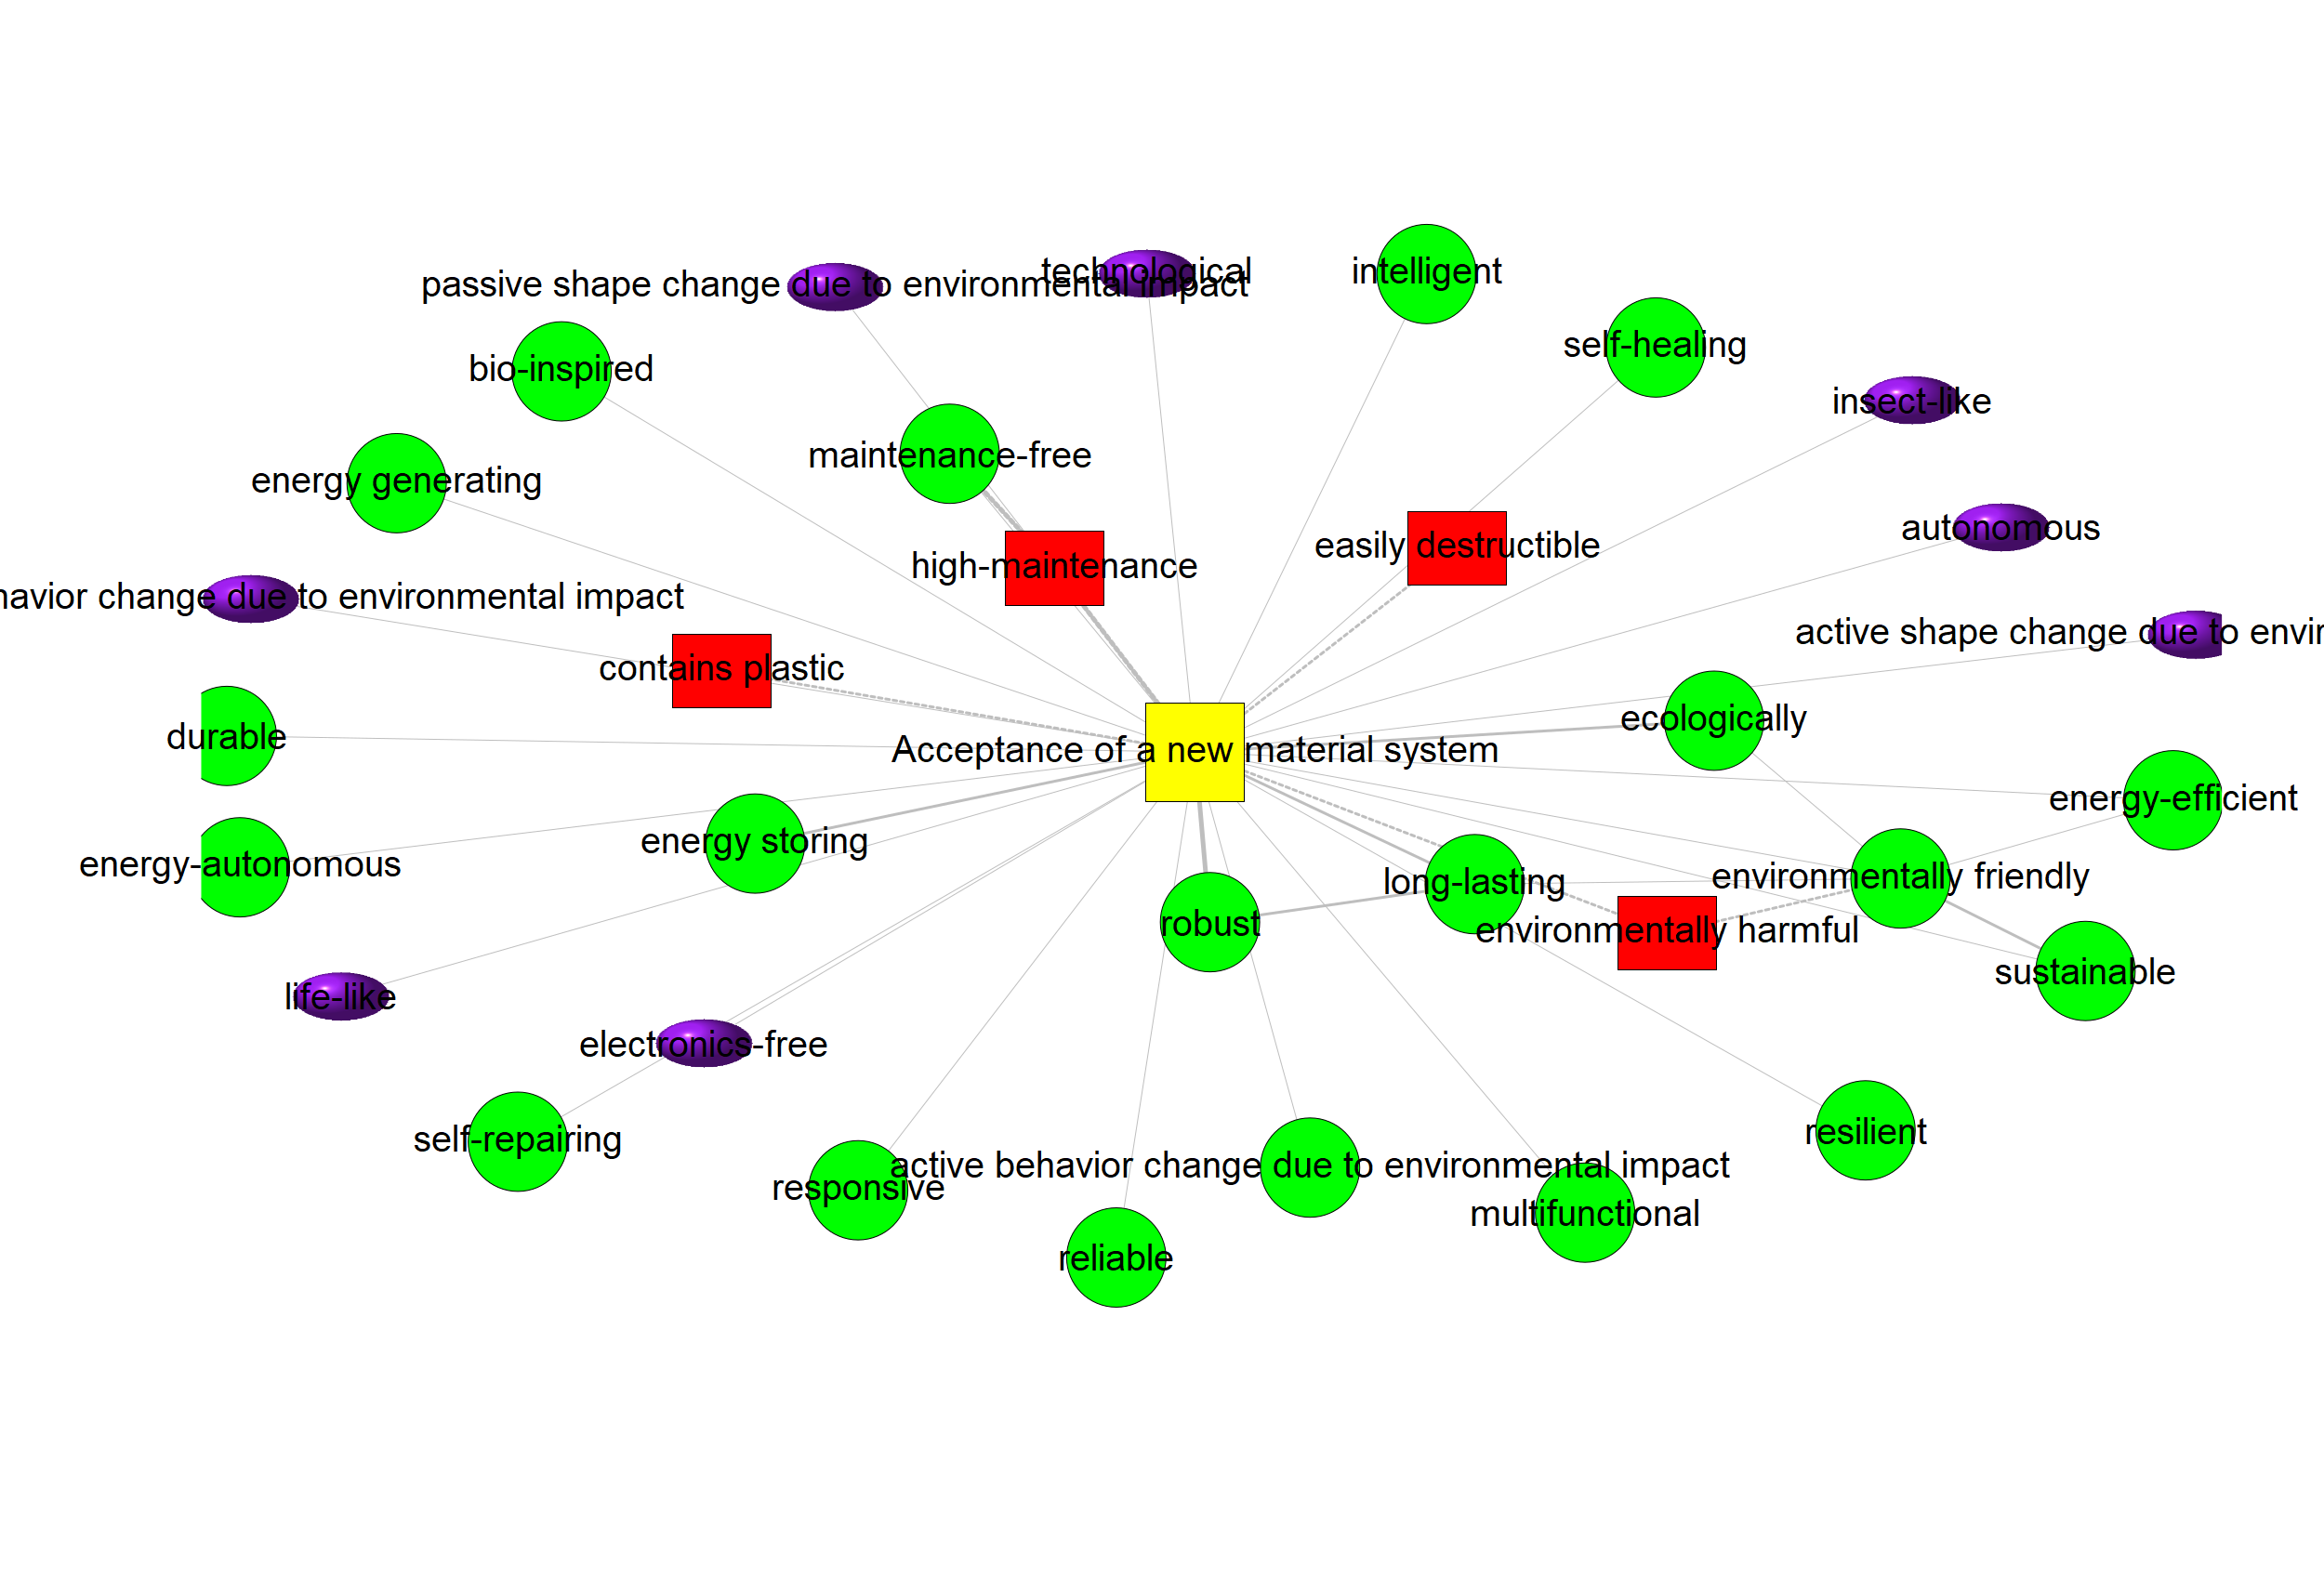 technological
intelligent
passive shape change due to environmental impact
self-healing
bio-inspired
insect-like
maintenance-free
energy generating
autonomous
easily destructible
high-maintenance
havior change due to environmental impact
active shape change due to envir
contains plastic
ecologically
durable
Acceptance of a new material system
energy-efficient
energy storing
energy-autonomous
environmentally friendly
long-lasting
robust
environmentally harmful
sustainable
life-like
electronics-free
resilient
self-repairing
active behavior change due to environmental impact
responsive
multifunctional
reliable